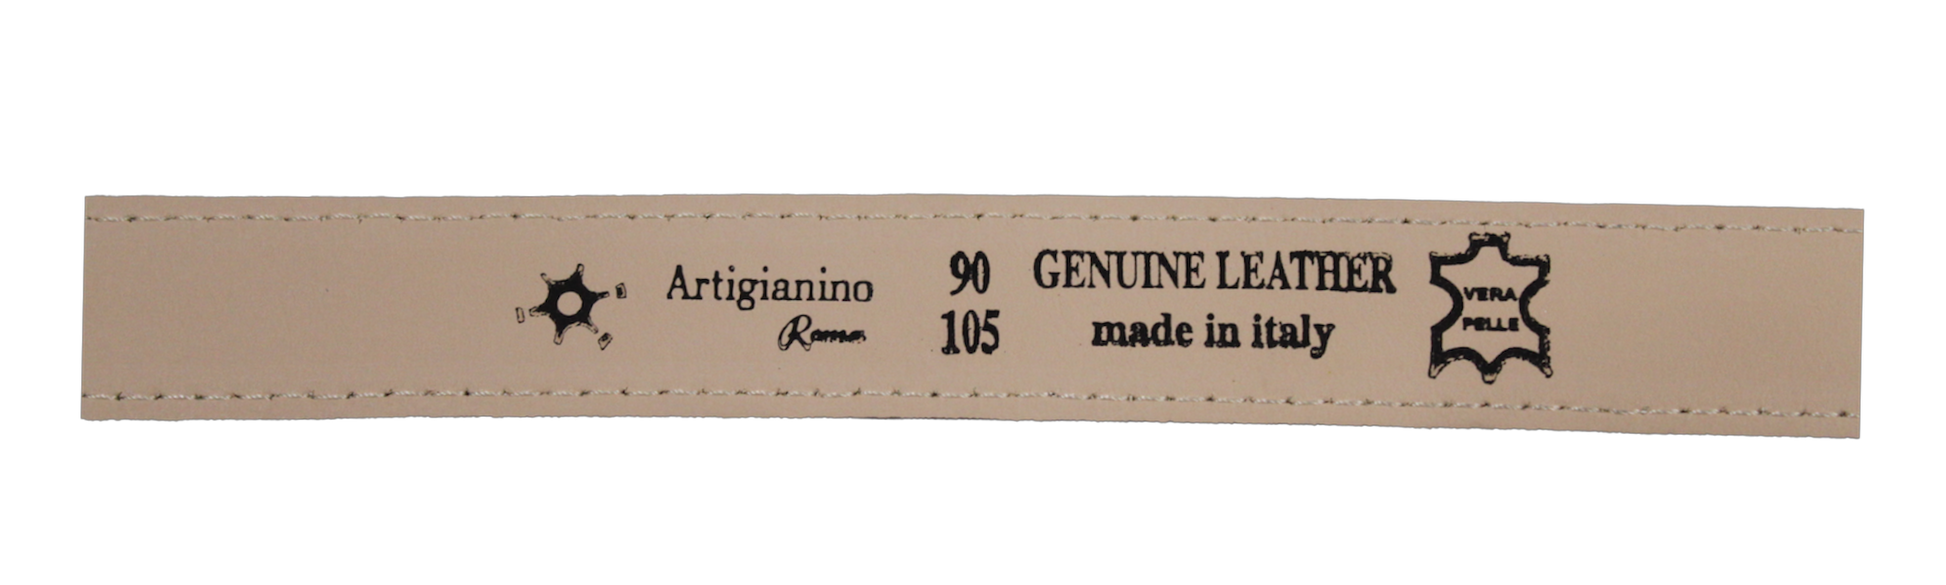 Artigianino
Roma
90
105
GENUINE LEATHER
made in italy
VERA
PELLE